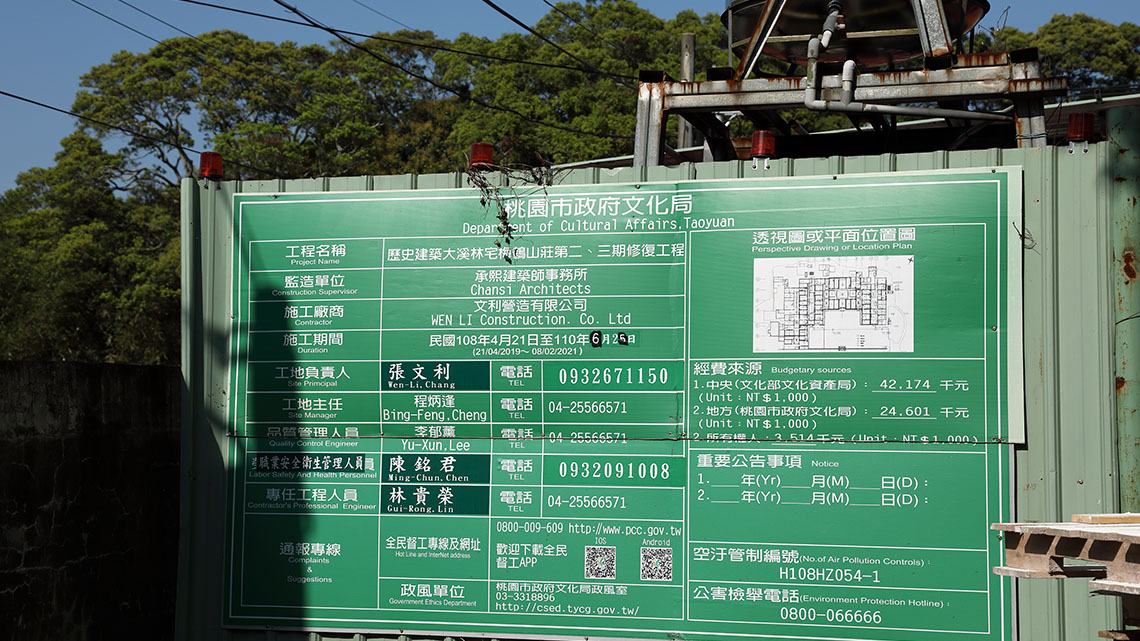 桃園市政府文化局
Department of Cultural Affairs,Taoyuan
工程名稱
Project Name
歷史建築大溪林宅梅鶴山莊第二、三期修復工程
監造單位
Construction Supervisor
承熙建築師事務所
Chansi Architects
施工廠商
Contractor
文利營造有限公司
WEN LI Construction. Co. Ltd
施工期間
Duration
民國108年4月21日至110年6月25日
(21/04/2019~ 08/02/2021)
工地負責人
Site Principal
張文利
Wen-Li,Chang
電話
TEL
0932671150
工地主任
Site Manager
程炳逢
Bing-Feng,Cheng
電話
TEL
04-25566571
品質管理人員
Quality Control Engineer
李郁薰
Yu-Xun,Lee
電話
TEL
04-25566571
職業安全衛生管理人員
Labor Safety And Health Personnel
陳銘君
Ming-Chun,Chen
電話
TEL
0932091008
專任工程人員
Contractor's Professional Engineer
林貴榮
Gui-Rong,Lin
電話
TEL
04-25566571
通報專線
Complaints
&
Suggestions
全民督工專線及網址
Hot Line and InterNet address
0800-009-609 http://www.pcc.gov.tw
歡迎下載全民
督工APP
IOS
Android
政風單位
Government Ethics Department
桃園市政府文化局政風室
03-3318896
http://csed.tycg.gov.tw/
透視圖或平面位置圖
Perspective Drawing or Location Plan
經費來源 Budgetary sources
1.中央(文化部文化資產局): 42.174 千元
(Unit:NT$1,000)
2.地方(桃園市政府文化局): 24.601 千元
(Unit:NT$1,000)
2.所有權人:3.514千元(Unit:NT$1,000)
重要公告事項 Notice
1.____年(Yr)____月(M)____日(D):
2.____年(Yr)____月(M)____日(D):
空汙管制編號(No.of Air Pollution Controls):
H108HZ054-1
公害檢舉電話(Environment Protection Hotline):
0800-066666